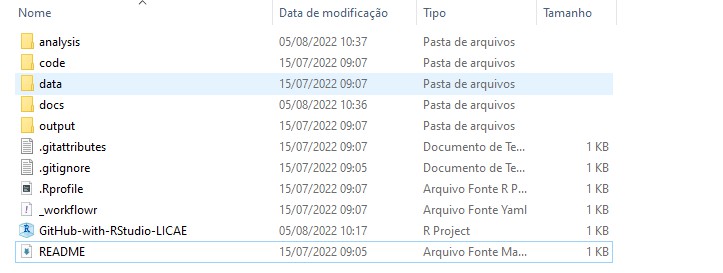 Nome Data de modificação Tipo Tamanho
analysis 05/08/2022 10:37 Pasta de arquivos
code 15/07/2022 09:07 Pasta de arquivos
data 15/07/2022 09:07 Pasta de arquivos
docs 05/08/2022 10:36 Pasta de arquivos
output 15/07/2022 09:07 Pasta de arquivos
.gitattributes 15/07/2022 09:07 Documento de Te... 1 KB
.gitignore 15/07/2022 09:05 Documento de Te... 1 KB
.Rprofile 15/07/2022 09:07 Arquivo Fonte R P... 1 KB
_workflowr 15/07/2022 09:07 Arquivo Fonte Yaml 1 KB
GitHub-with-RStudio-LICAE 05/08/2022 10:17 R Project 1 KB
README 15/07/2022 09:05 Arquivo Fonte Ma... 1 KB